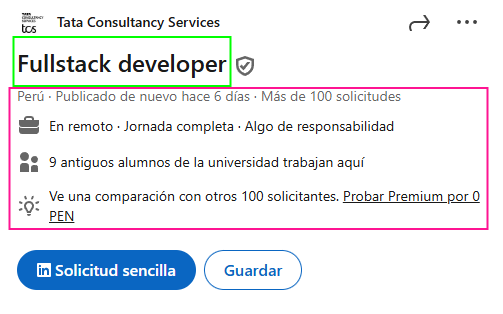 TATA
CONSULTANCY
SERVICES
tcs
Tata Consultancy Services
Fullstack developer
Perú · Publicado de nuevo hace 6 días · Más de 100 solicitudes
En remoto · Jornada completa · Algo de responsabilidad
9 antiguos alumnos de la universidad trabajan aquí
Ve una comparación con otros 100 solicitantes. Probar Premium por 0
PEN
in Solicitud sencilla
Guardar